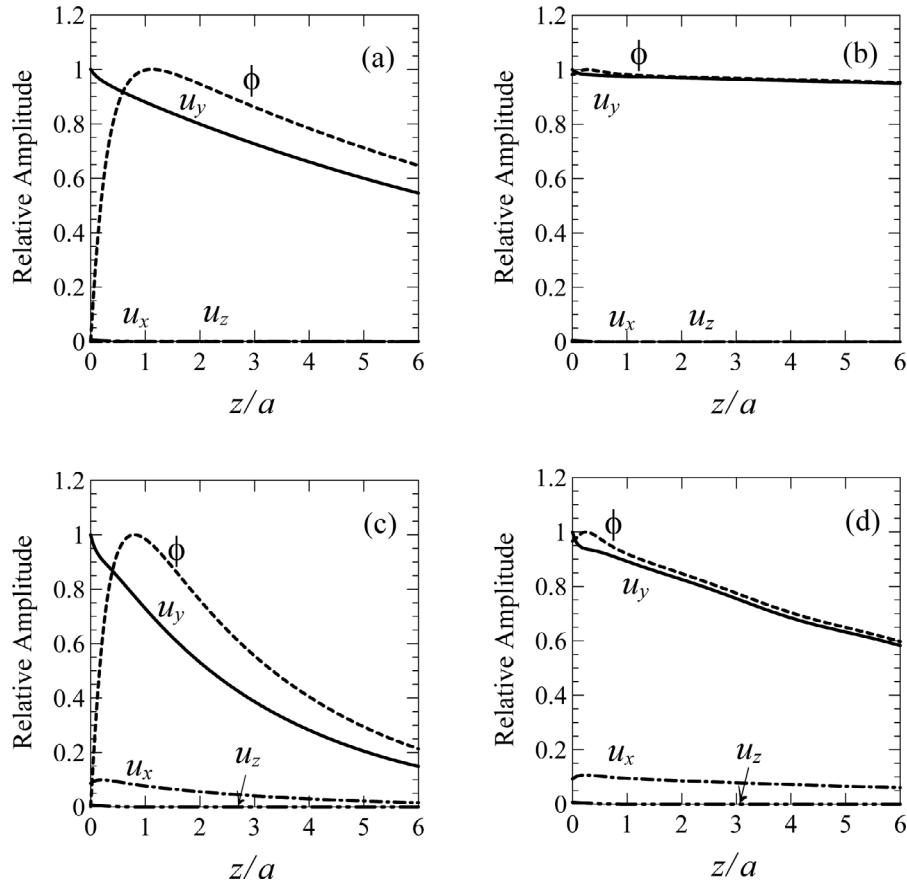 1.2
1
0.8
0.6
0.4
0.2
0
Relative Amplitude
(a)
ϕ
u_y
u_x
u_z
0 1 2 3 4 5 6
z/a
1.2
1
0.8
0.6
0.4
0.2
0
Relative Amplitude
(b)
ϕ
u_y
u_x
u_z
0 1 2 3 4 5 6
z/a
1.2
1
0.8
0.6
0.4
0.2
0
Relative Amplitude
(c)
ϕ
u_y
u_x
u_z
0 1 2 3 4 5 6
z/a
1.2
1
0.8
0.6
0.4
0.2
0
Relative Amplitude
(d)
ϕ
u_y
u_x
u_z
0 1 2 3 4 5 6
z/a